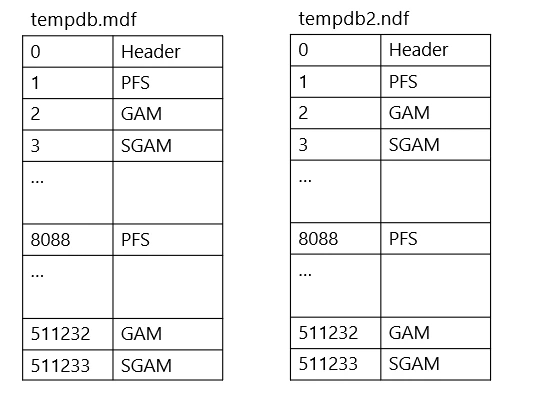 tempdb.mdf
0 Header
1 PFS
2 GAM
3 SGAM
...
8088 PFS
...
511232 GAM
511233 SGAM
tempdb2.ndf
0 Header
1 PFS
2 GAM
3 SGAM
...
8088 PFS
...
511232 GAM
511233 SGAM